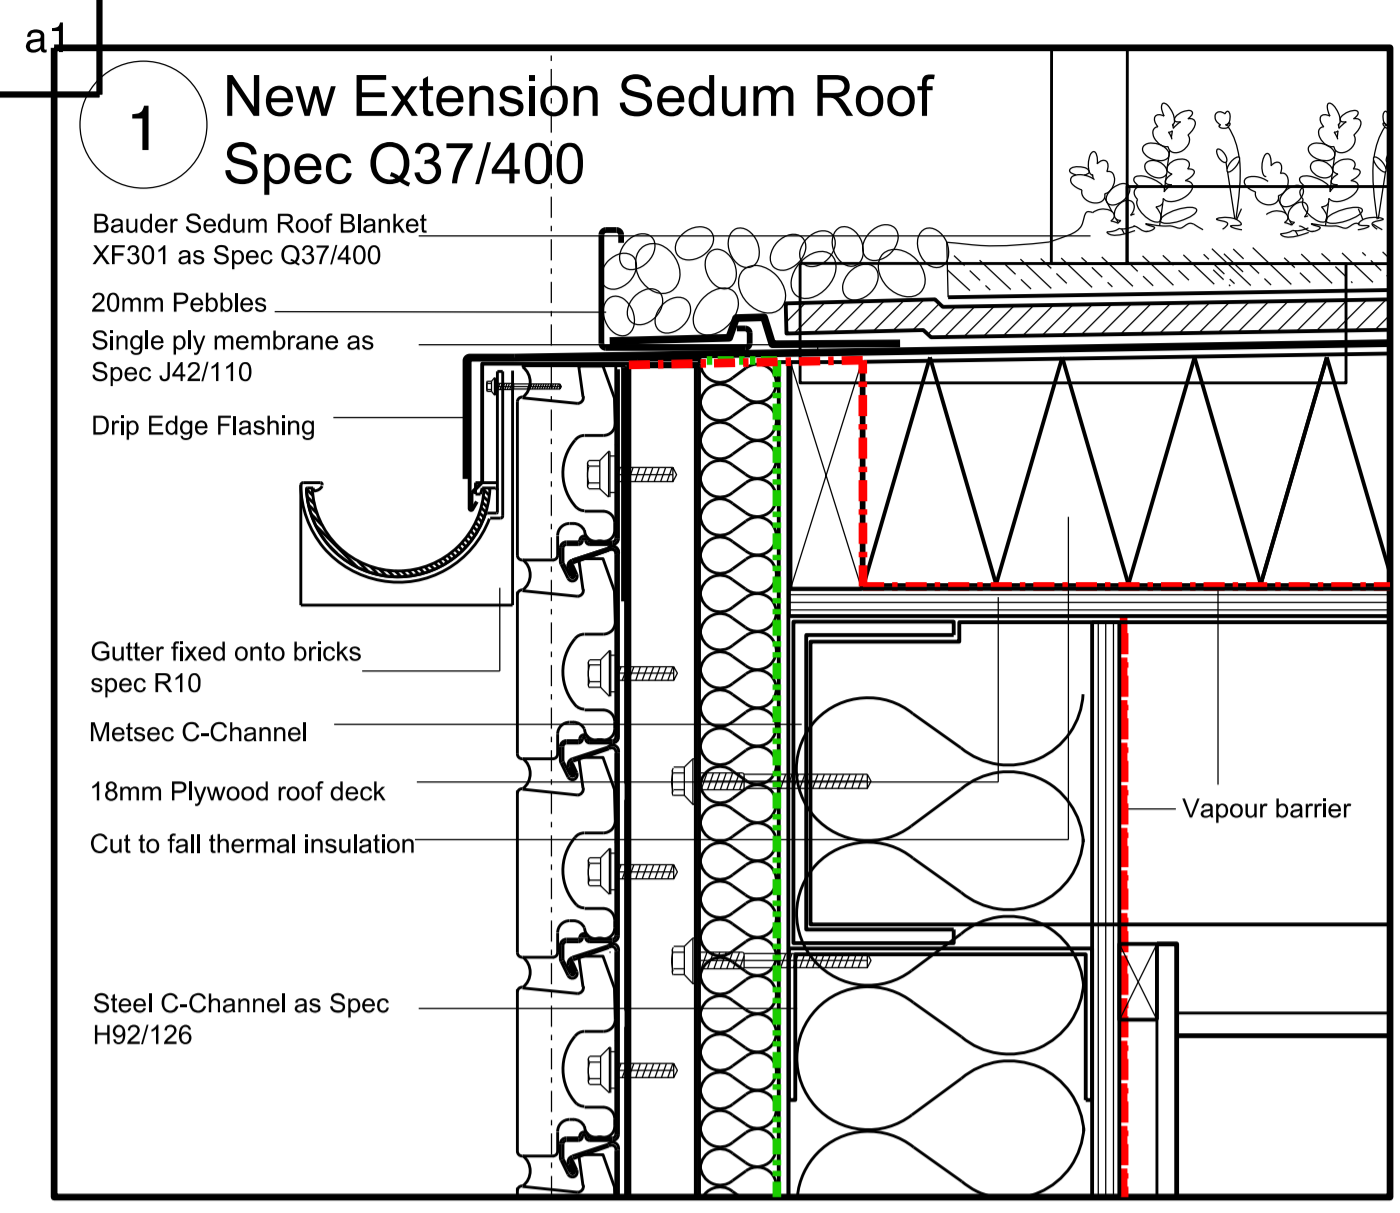 a1
1
New Extension Sedum Roof
Spec Q37/400
Bauder Sedum Roof Blanket
XF301 as Spec Q37/400
20mm Pebbles
Single ply membrane as
Spec J42/110
Drip Edge Flashing
Gutter fixed onto bricks
spec R10
Metsec C-Channel
18mm Plywood roof deck
Cut to fall thermal insulation
Vapour barrier
Steel C-Channel as Spec
H92/126